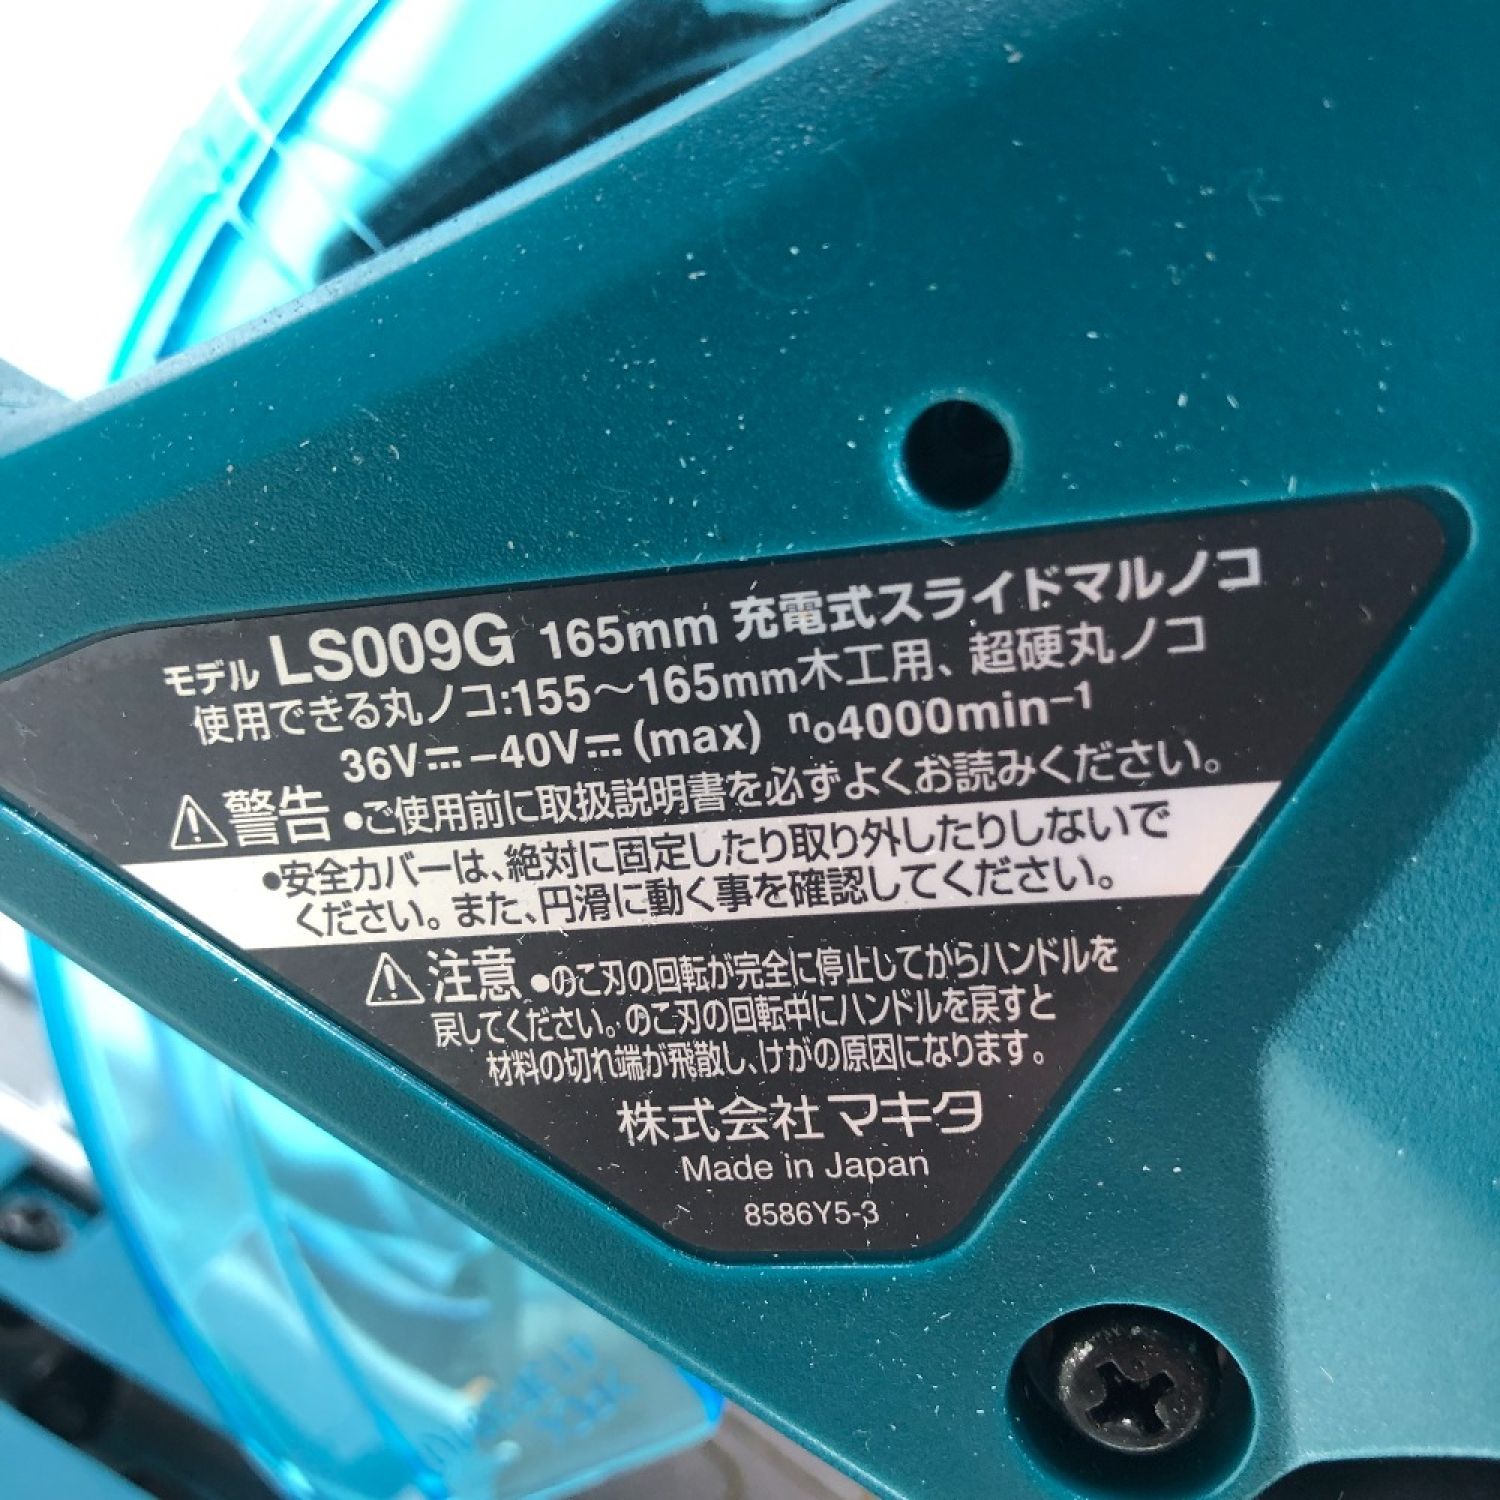 モデル LS009G 165mm 充電式スライドマルノコ
使用できる丸ノコ:155～165mm木工用、超硬丸ノコ
36V⎓-40V⎓(max) n₀4000min⁻¹
⚠警告 ●ご使用前に取扱説明書を必ずよくお読みください。
●安全カバーは、絶対に固定したり取り外したりしないで
ください。また、円滑に動く事を確認してください。
⚠注意 ●のこ刃の回転が完全に停止してからハンドルを
戻してください。のこ刃の回転中にハンドルを戻すと
材料の切れ端が飛散し、けがの原因になります。
株式会社マキタ
Made in Japan
8586Y5-3